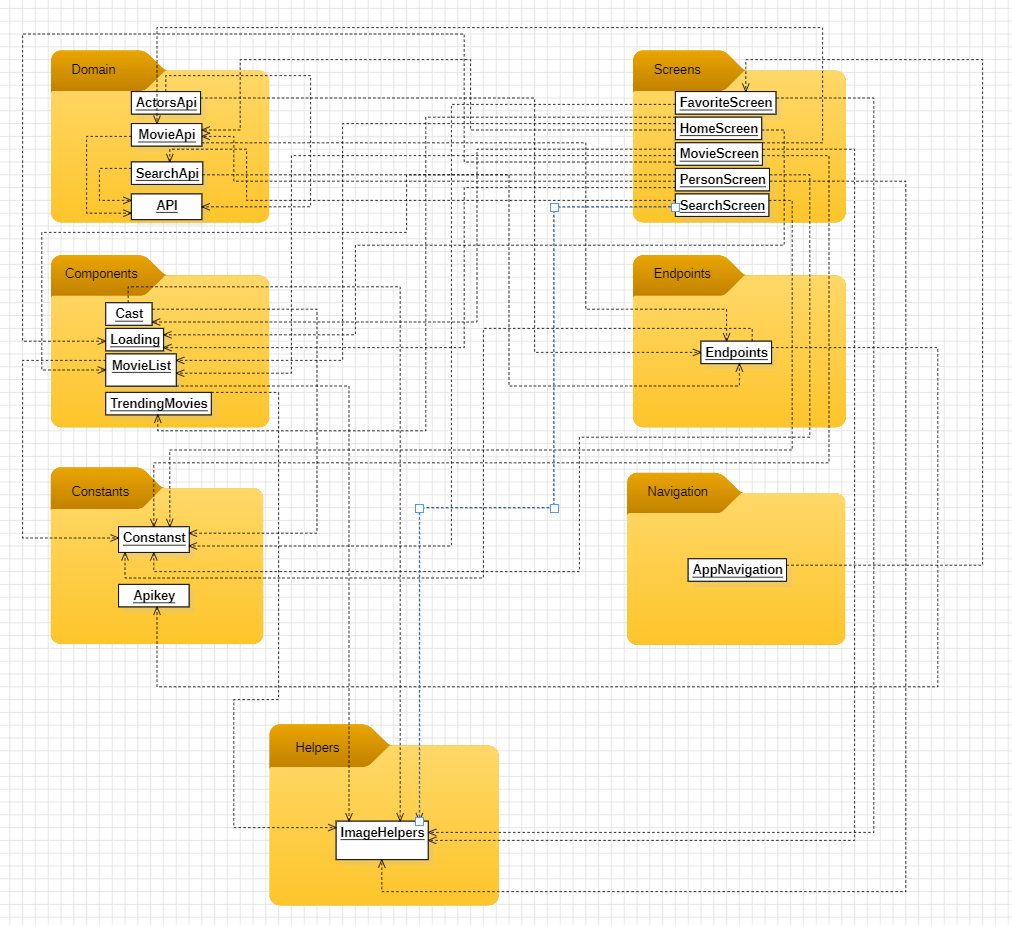 Domain
ActorsApi
MovieApi
SearchApi
API
Screens
FavoriteScreen
HomeScreen
MovieScreen
PersonScreen
SearchScreen
Components
Cast
Loading
MovieList
TrendingMovies
Endpoints
Endpoints
Constants
Constanst
Apikey
Navigation
AppNavigation
Helpers
ImageHelpers